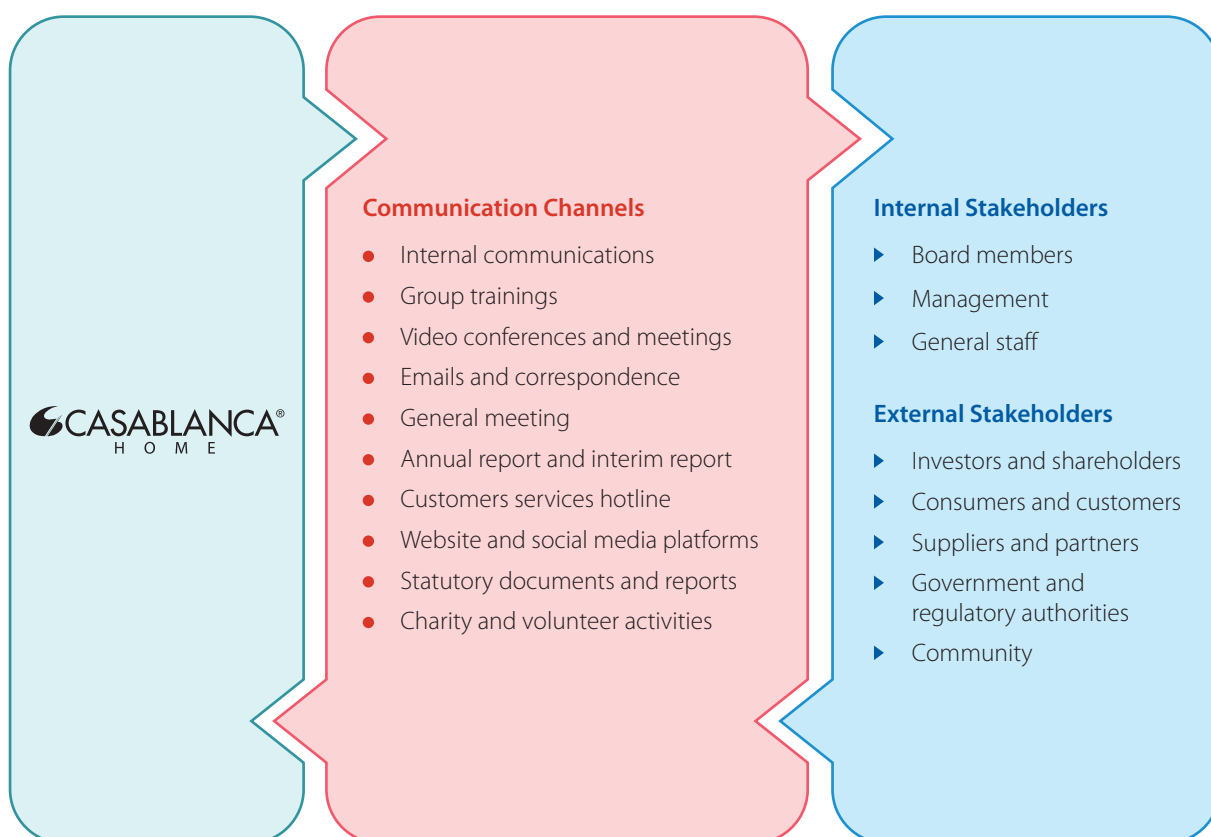 CASABLANCA®
HOME
Communication Channels
Internal communications
Group trainings
Video conferences and meetings
Emails and correspondence
General meeting
Annual report and interim report
Customers services hotline
Website and social media platforms
Statutory documents and reports
Charity and volunteer activities
Internal Stakeholders
Board members
Management
General staff
External Stakeholders
Investors and shareholders
Consumers and customers
Suppliers and partners
Government and
regulatory authorities
Community